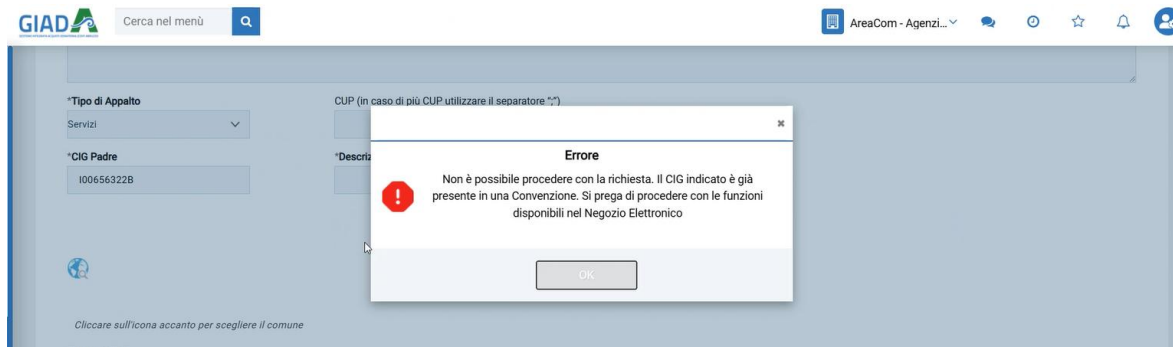 GIADA
Cerca nel menù
AreaCom - Agenzi...
*Tipo di Appalto
CUP (in caso di più CUP utilizzare il separatore ";")
Servizi
*CIG Padre
*Descriz
I00656322B
Errore
Non è possibile procedere con la richiesta. Il CIG indicato è già
presente in una Convenzione. Si prega di procedere con le funzioni
disponibili nel Negozio Elettronico
OK
Cliccare sull'icona accanto per scegliere il comune